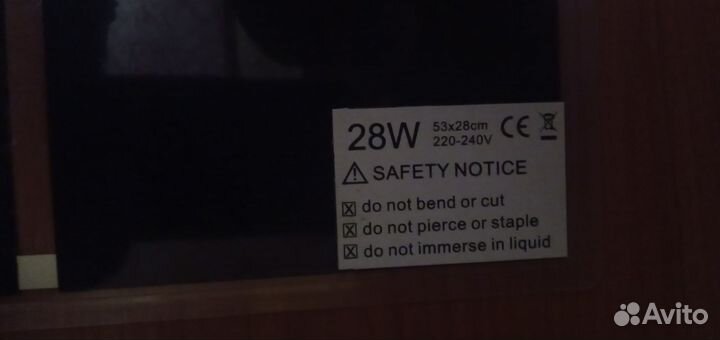 28W 53x28cm CE
220-240V
⚠ SAFETY NOTICE
☒ do not bend or cut
☒ do not pierce or staple
☒ do not immerse in liquid
Avito